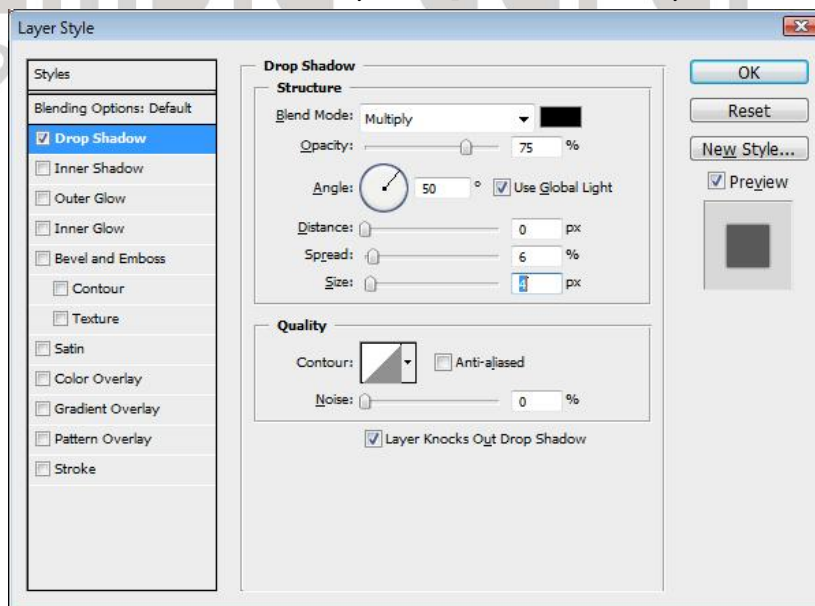 Layer Style
Styles
Blending Options: Default
Drop Shadow
Inner Shadow
Outer Glow
Inner Glow
Bevel and Emboss
Contour
Texture
Satin
Color Overlay
Gradient Overlay
Pattern Overlay
Stroke
Drop Shadow
Structure
Blend Mode: Multiply
Opacity: 75 %
Angle: 50 ° Use Global Light
Distance: 0 px
Spread: 6 %
Size: 4 px
Quality
Contour: Anti-aliased
Noise: 0 %
Layer Knocks Out Drop Shadow
OK
Reset
New Style...
Preview